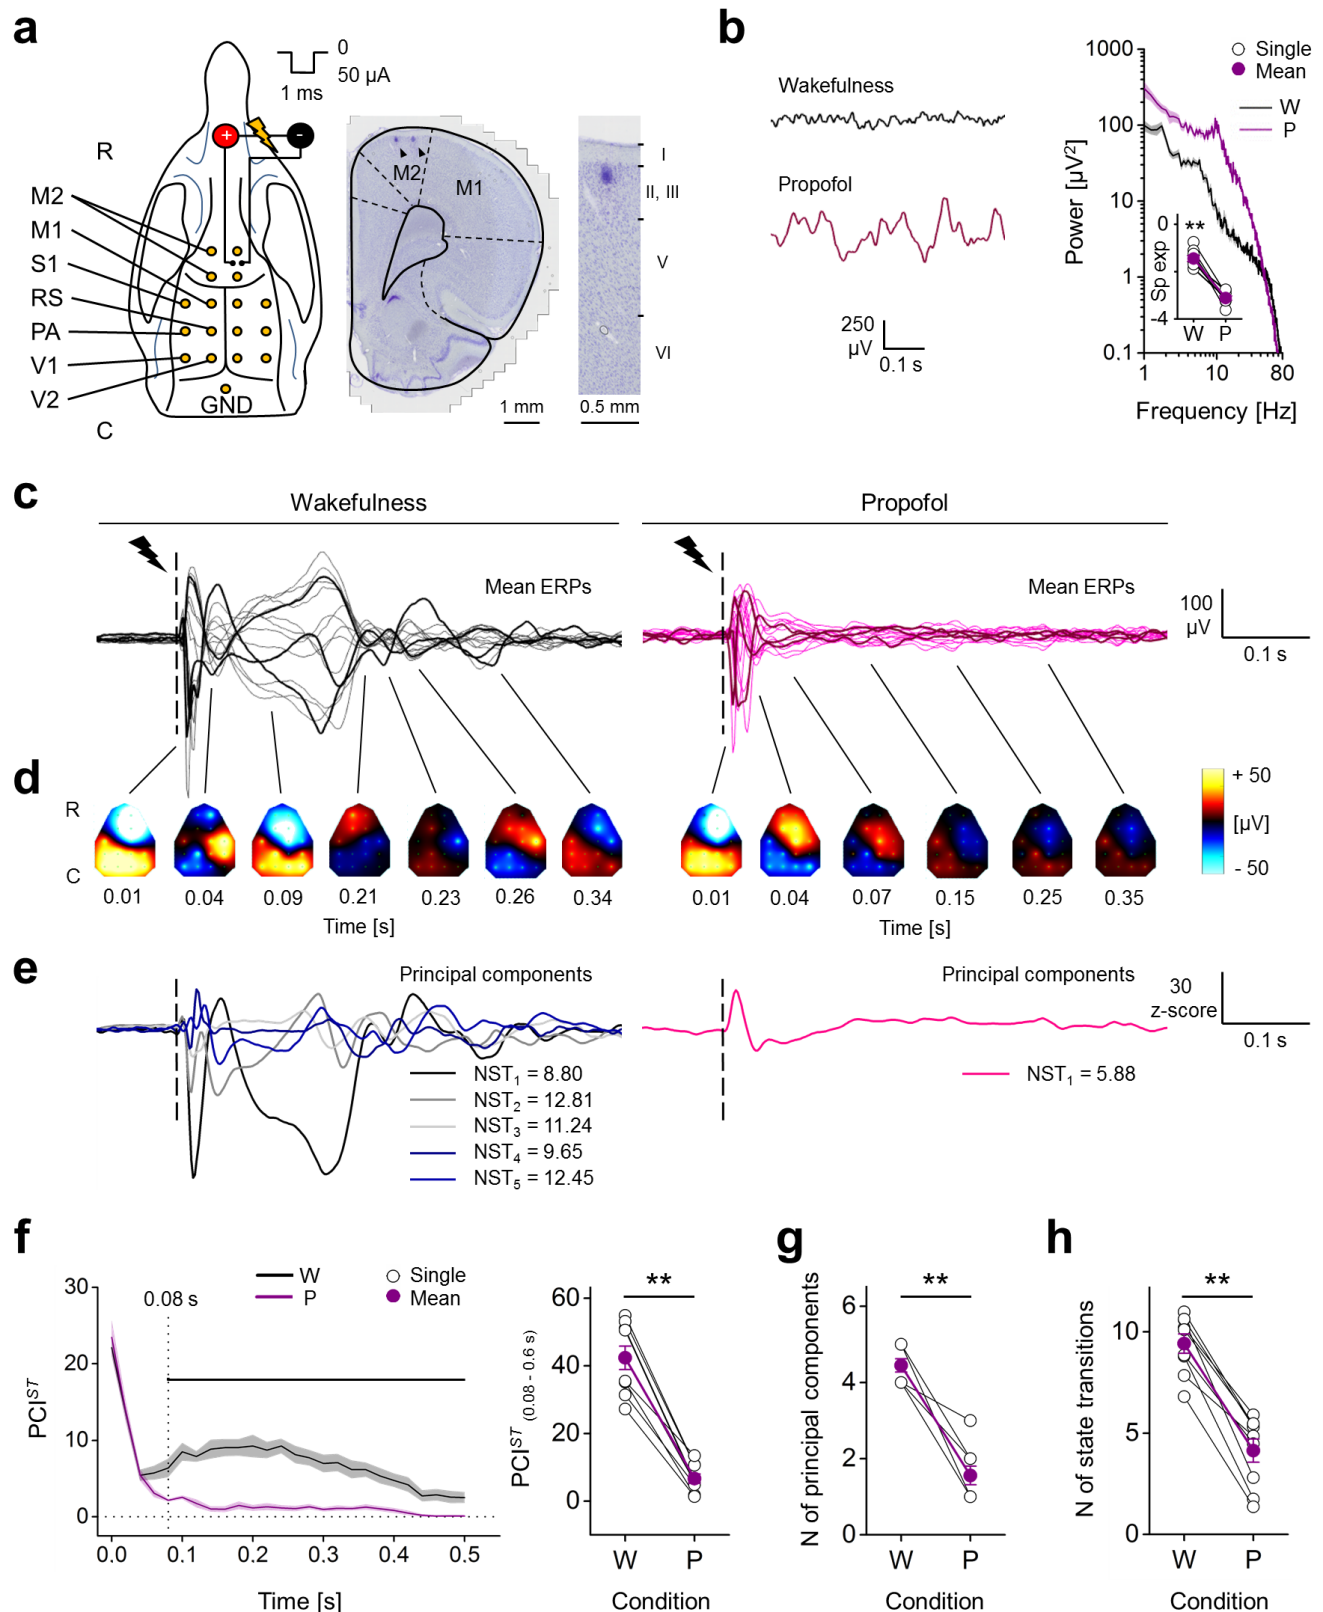 a
0
50 µA
1 ms
+
-
R
M2
M1
S1
RS
PA
V1
V2
GND
C
M2
M1
I
II, III
V
VI
1 mm
0.5 mm
b
Wakefulness
Propofol
250
µV
0.1 s
Single
Mean
W
P
Power [µV²]
1000
100
10
1
0.1
1
10
80
Frequency [Hz]
Sp exp
0
-4
**
W
P
c
Wakefulness
Propofol
Mean ERPs
Mean ERPs
100
µV
0.1 s
d
R
C
0.01
0.04
0.09
0.21
0.23
0.26
0.34
Time [s]
0.01
0.04
0.07
0.15
0.25
0.35
Time [s]
+ 50
[µV]
- 50
e
Principal components
NST₁ = 8.80
NST₂ = 12.81
NST₃ = 11.24
NST₄ = 9.65
NST₅ = 12.45
Principal components
NST₁ = 5.88
30
z-score
0.1 s
f
W
P
Single
Mean
0.08 s
PCIST
30
20
10
0
0.0
0.1
0.2
0.3
0.4
0.5
Time [s]
PCIST (0.08 - 0.6 s)
60
40
20
0
**
W
P
Condition
g
N of principal components
6
4
2
0
**
W
P
Condition
h
N of state transitions
10
5
0
**
W
P
Condition